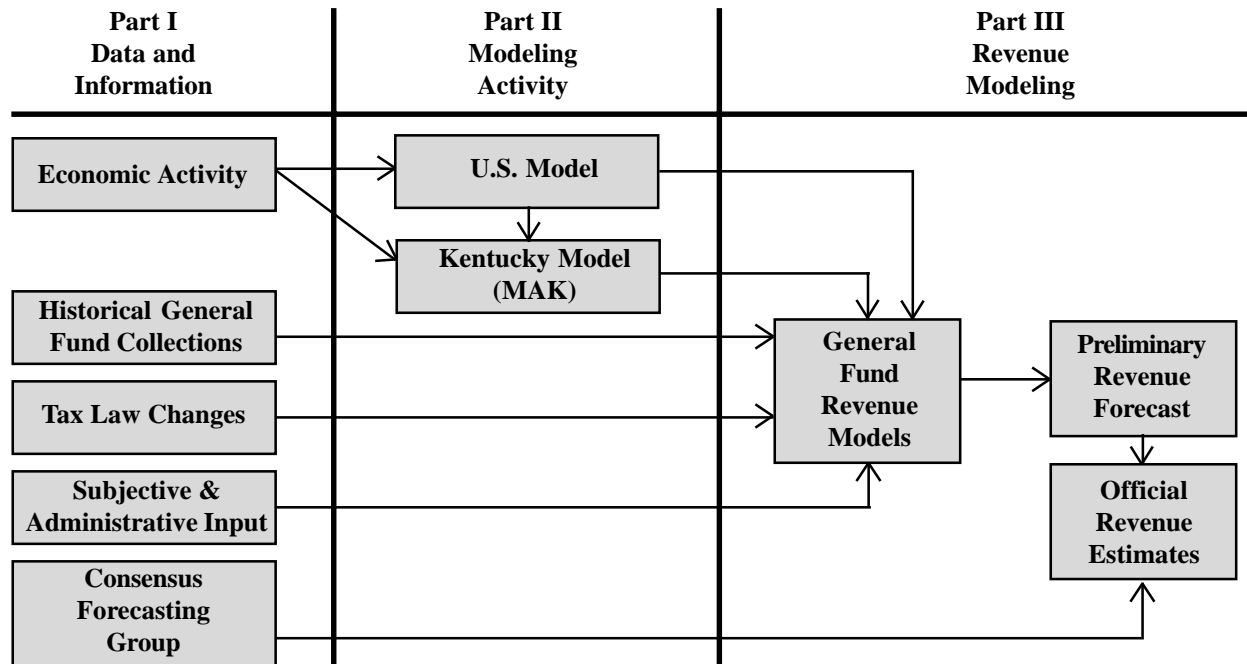 Part I
Data and
Information
Part II
Modeling
Activity
Part III
Revenue
Modeling
Economic Activity
U.S. Model
Kentucky Model
(MAK)
Historical General
Fund Collections
Tax Law Changes
Subjective &
Administrative Input
Consensus
Forecasting
Group
General
Fund
Revenue
Models
Preliminary
Revenue
Forecast
Official
Revenue
Estimates